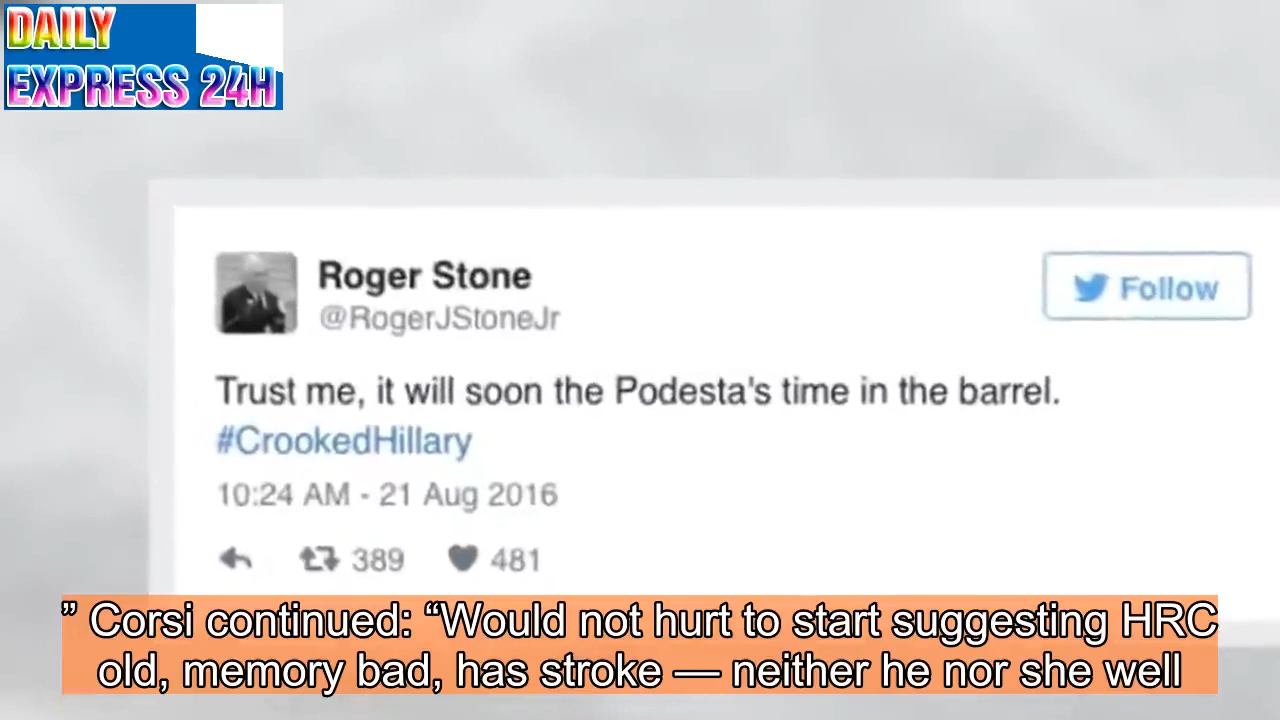 DAILY
EXPRESS 24H
Roger Stone
@RogerJStoneJr
Follow
Trust me, it will soon the Podesta's time in the barrel.
#CrookedHillary
10:24 AM - 21 Aug 2016
389 481
” Corsi continued: “Would not hurt to start suggesting HRC
old, memory bad, has stroke — neither he nor she well